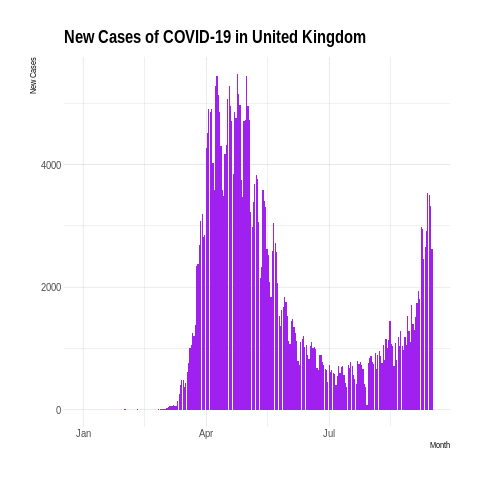 New Cases of COVID-19 in United Kingdom
New Cases
4000
2000
0
Jan Apr Jul
Month